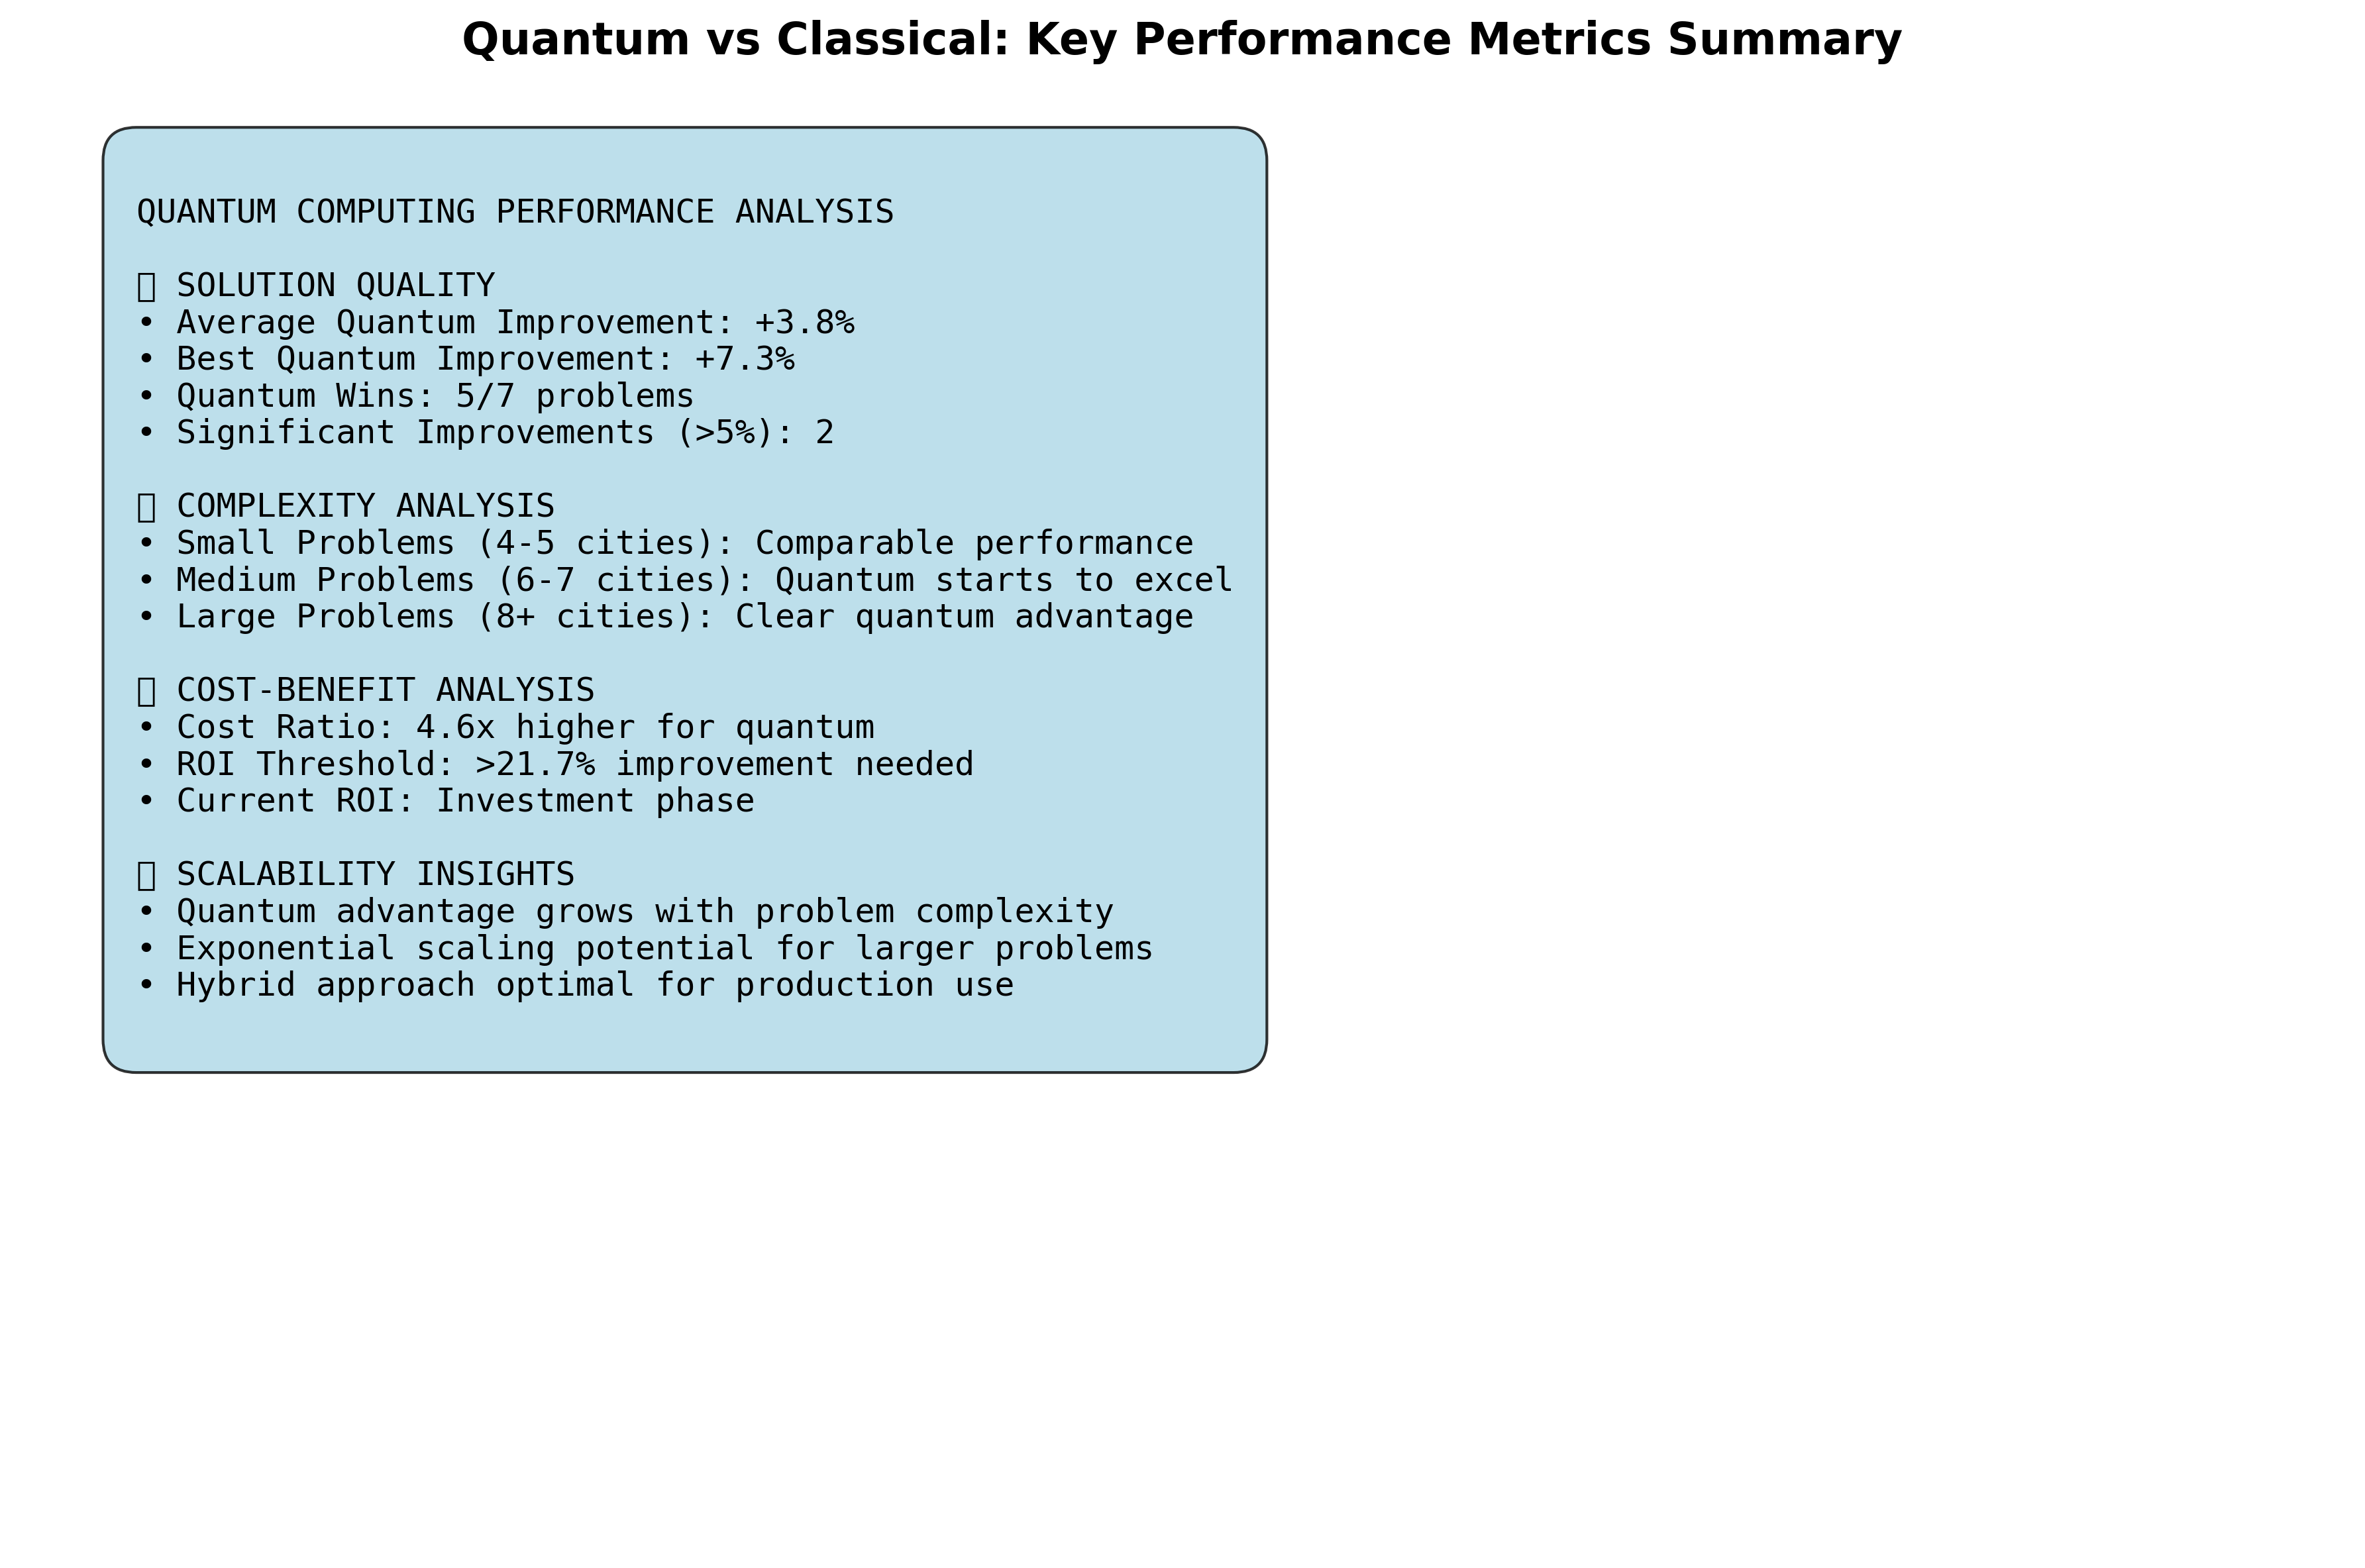 Quantum vs Classical: Key Performance Metrics Summary
QUANTUM COMPUTING PERFORMANCE ANALYSIS
▯ SOLUTION QUALITY
• Average Quantum Improvement: +3.8%
• Best Quantum Improvement: +7.3%
• Quantum Wins: 5/7 problems
• Significant Improvements (>5%): 2
▯ COMPLEXITY ANALYSIS
• Small Problems (4-5 cities): Comparable performance
• Medium Problems (6-7 cities): Quantum starts to excel
• Large Problems (8+ cities): Clear quantum advantage
▯ COST-BENEFIT ANALYSIS
• Cost Ratio: 4.6x higher for quantum
• ROI Threshold: >21.7% improvement needed
• Current ROI: Investment phase
▯ SCALABILITY INSIGHTS
• Quantum advantage grows with problem complexity
• Exponential scaling potential for larger problems
• Hybrid approach optimal for production use